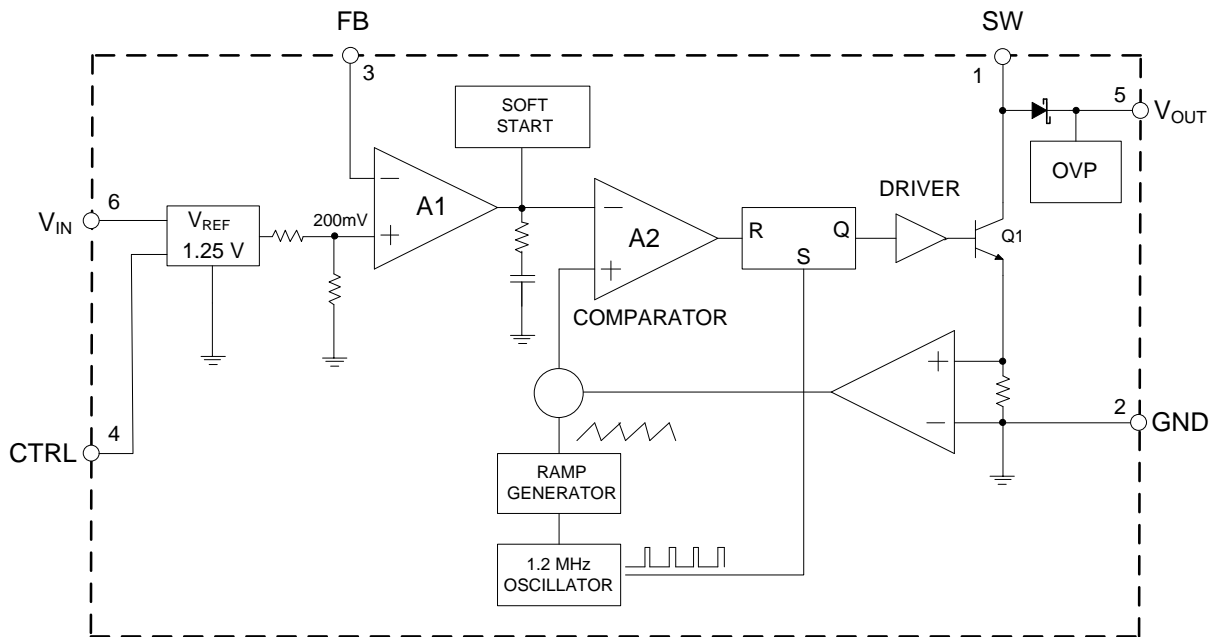 FB
SW
3
1
5
V_OUT
SOFT
START
OVP
DRIVER
6
V_IN
V_REF
1.25 V
200mV
−
+
A1
−
+
A2
COMPARATOR
R
Q
S
Q1
+
−
2
GND
4
CTRL
RAMP
GENERATOR
1.2 MHz
OSCILLATOR